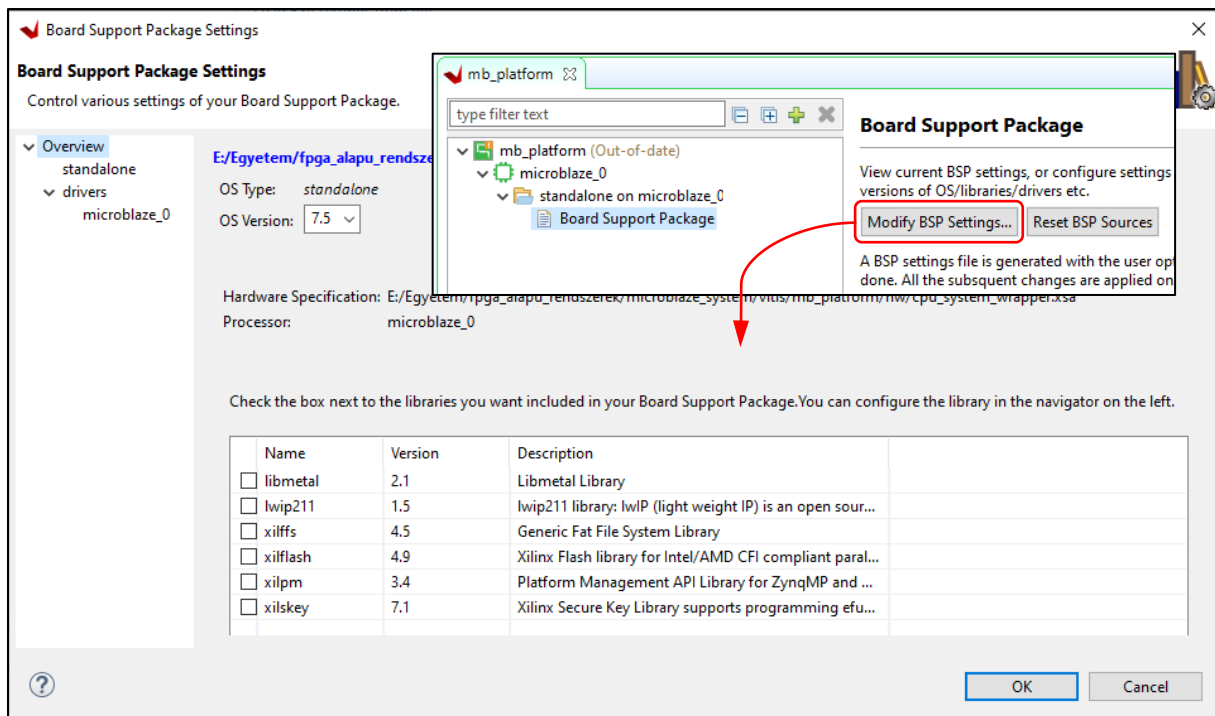 Board Support Package Settings
Board Support Package Settings
Control various settings of your Board Support Package.
Overview
standalone
drivers
microblaze_0
E:/Egyetem/fpga_alapu_rendsze
OS Type: standalone
OS Version: 7.5
mb_platform
type filter text
mb_platform (Out-of-date)
microblaze_0
standalone on microblaze_0
Board Support Package
Board Support Package
View current BSP settings, or configure settings
versions of OS/libraries/drivers etc.
Modify BSP Settings... Reset BSP Sources
A BSP settings file is generated with the user opt
done. All the subsquent changes are applied on
Hardware Specification: E:/Egyetem/fpga_alapu_rendszerek/microblaze_system/vitis/mb_platform/hw/cpu_system_wrapper.xsa
Processor: microblaze_0
Check the box next to the libraries you want included in your Board Support Package.You can configure the library in the navigator on the left.
Name Version Description
libmetal 2.1 Libmetal Library
lwip211 1.5 lwip211 library: lwIP (light weight IP) is an open sour...
xilffs 4.5 Generic Fat File System Library
xilflash 4.9 Xilinx Flash library for Intel/AMD CFI compliant paral...
xilpm 3.4 Platform Management API Library for ZynqMP and ...
xilskey 7.1 Xilinx Secure Key Library supports programming efu...
?
OK Cancel